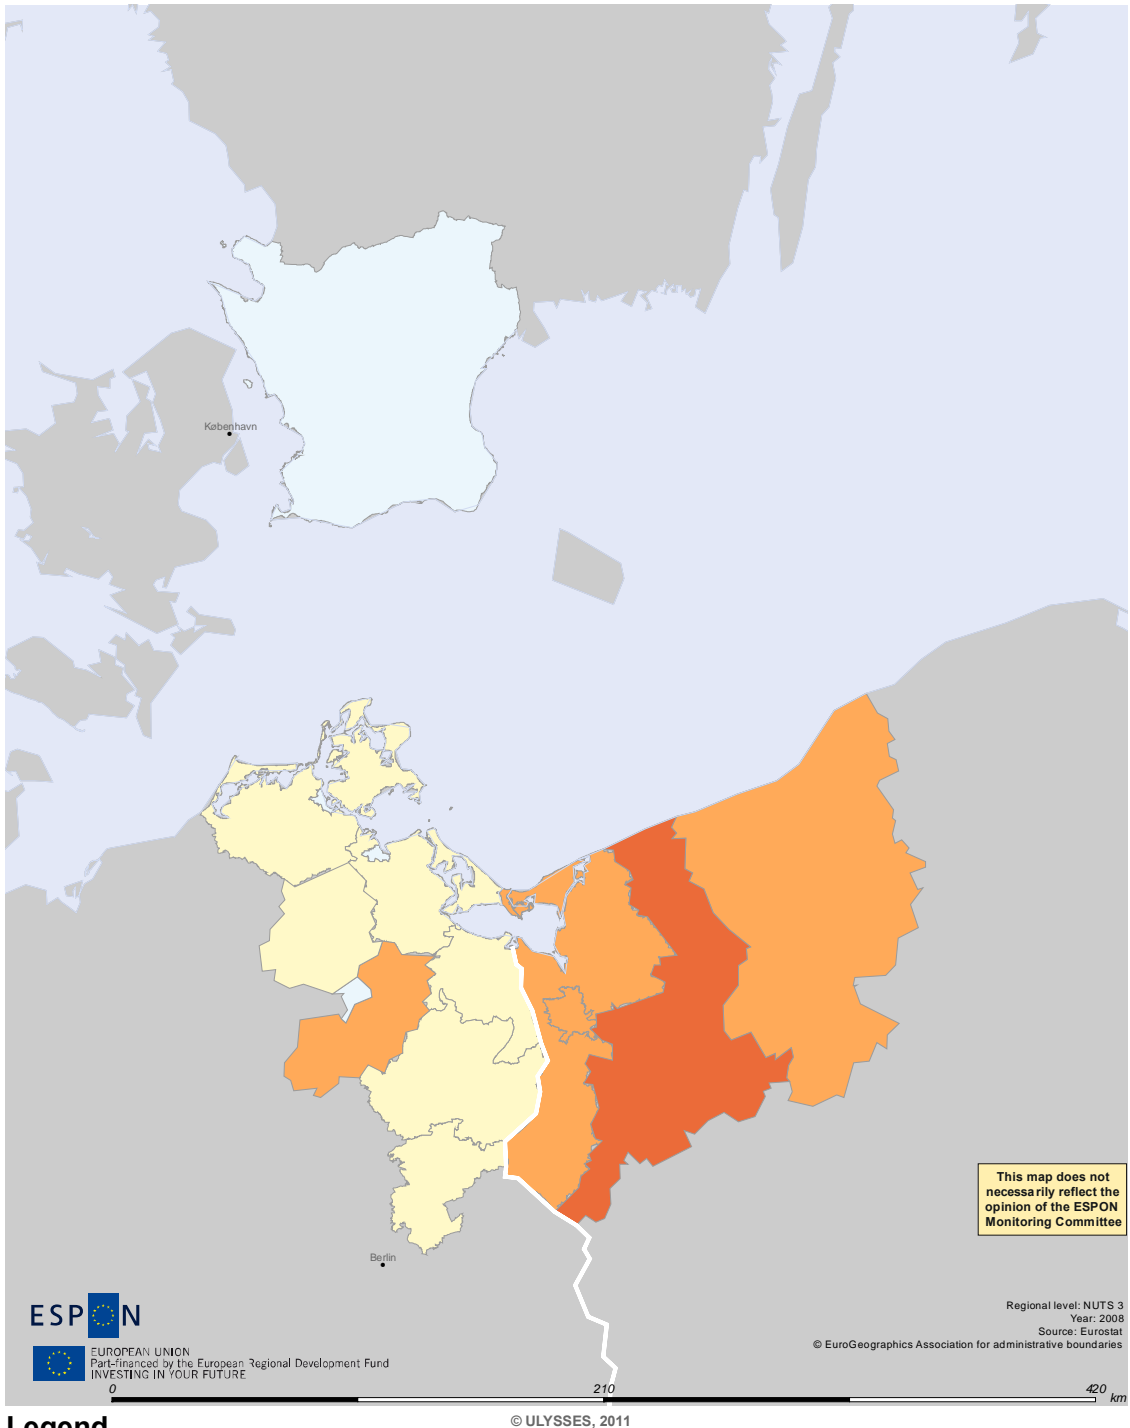 København
This map does not
necessarily reflect the
opinion of the ESPON
Monitoring Committee
Berlin
ESPON
EUROPEAN UNION
Part-financed by the European Regional Development Fund
INVESTING IN YOUR FUTURE
Regional level: NUTS 3
Year: 2008
Source: Eurostat
© EuroGeographics Association for administrative boundaries
0 210 420
km
Legend
© ULYSSES, 2011